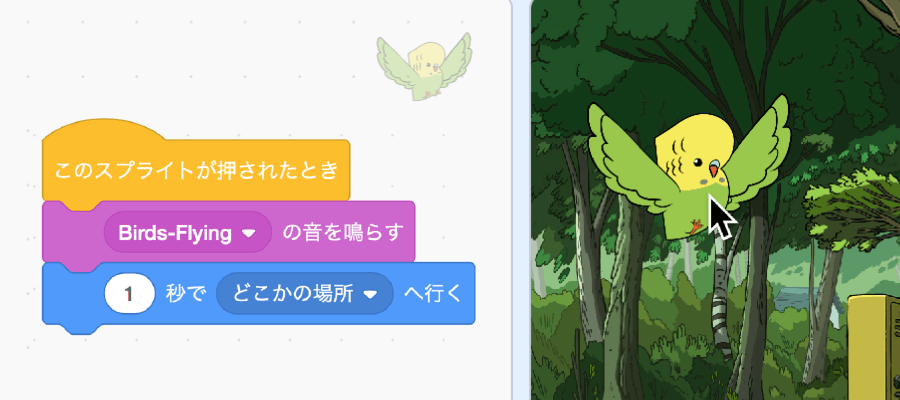 このスプライトが押されたとき
Birds-Flying の音を鳴らす
1 秒で どこかの場所 へ行く